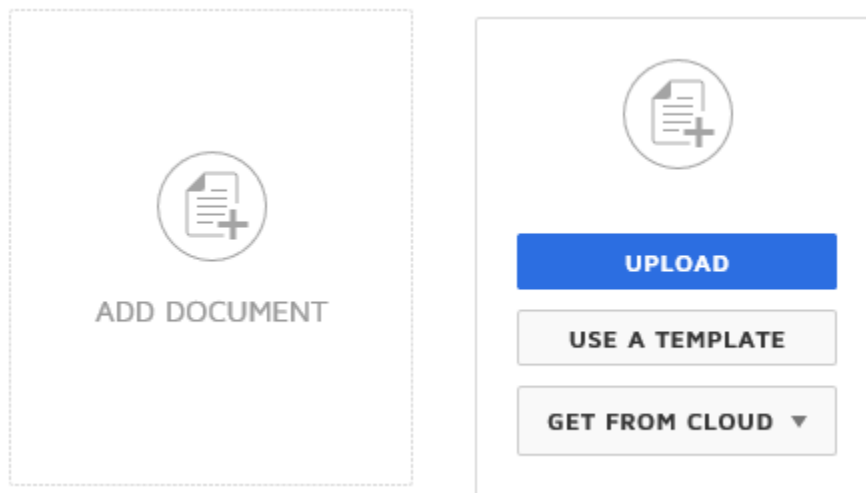 ADD DOCUMENT
UPLOAD
USE A TEMPLATE
GET FROM CLOUD